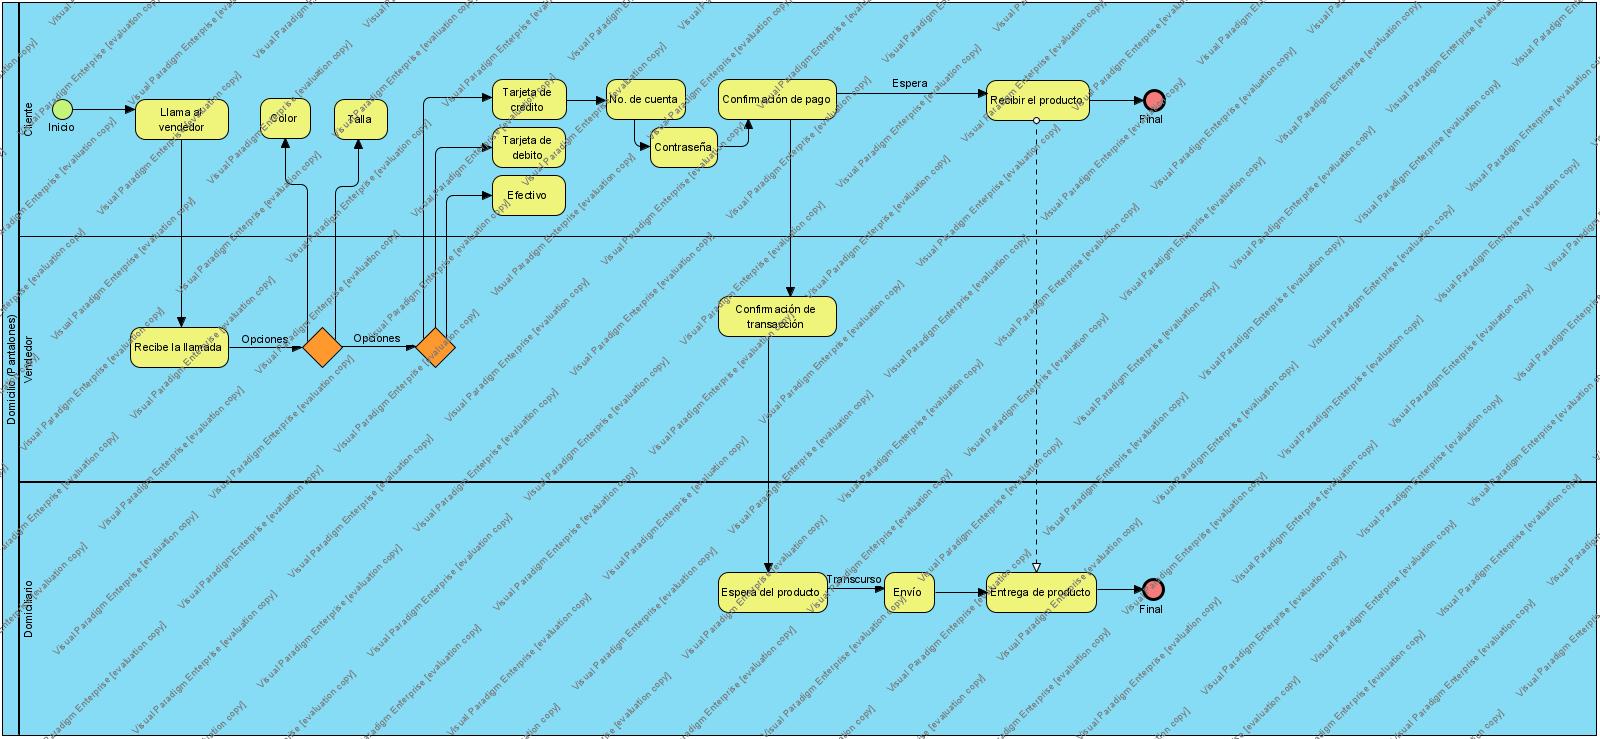 Domicilio (Pantalones)
Cliente
Inicio
Llama al
vendedor
Color
Talla
Tarjeta de
credito
Tarjeta de
debito
Efectivo
No. de cuenta
Contraseña
Confirmación de pago
Espera
Recibir el producto
Final
Vendedor
Recibe la llamada
Opciones
Opciones
Confirmación de
transacción
Domiciliario
Espera del producto
Transcurso
Envío
Entrega de producto
Final
Visual Paradigm Enterprise [evaluation copy]